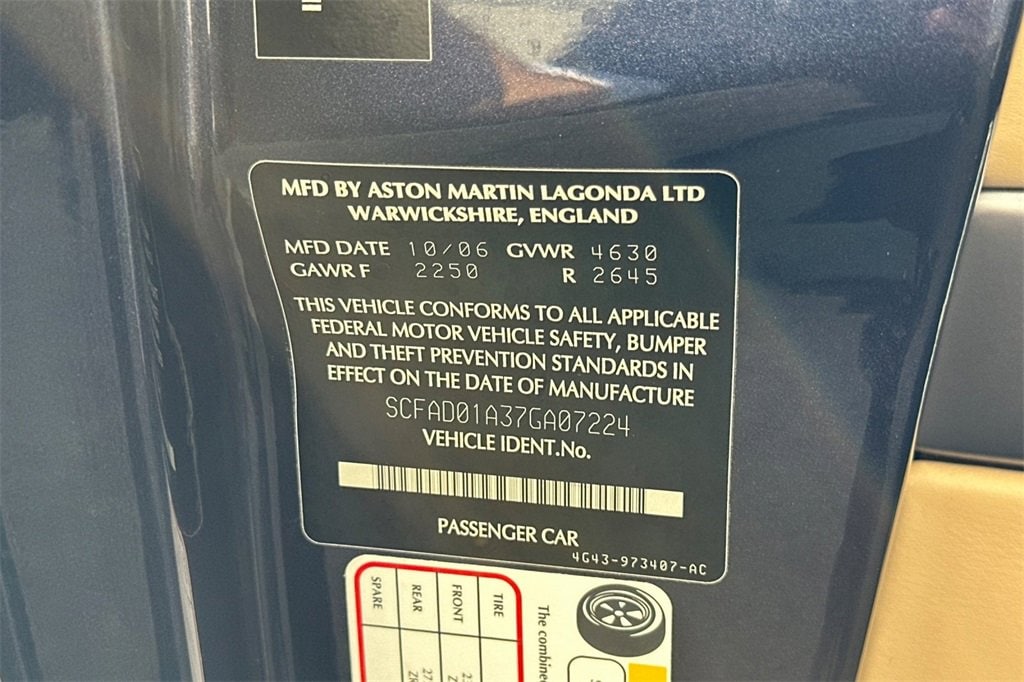 MFD BY ASTON MARTIN LAGONDA LTD
WARWICKSHIRE, ENGLAND
MFD DATE 10/06 GVWR 4630
GAWR F 2250 R 2645
THIS VEHICLE CONFORMS TO ALL APPLICABLE
FEDERAL MOTOR VEHICLE SAFETY, BUMPER
AND THEFT PREVENTION STANDARDS IN
EFFECT ON THE DATE OF MANUFACTURE
SCFAD01A37GA07224
VEHICLE IDENT.No.
PASSENGER CAR
4G43-973407-AC
The combined
TIRE
FRONT
REAR
SPARE